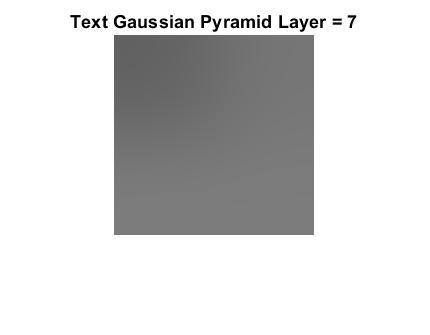 Text Gaussian Pyramid Layer = 7